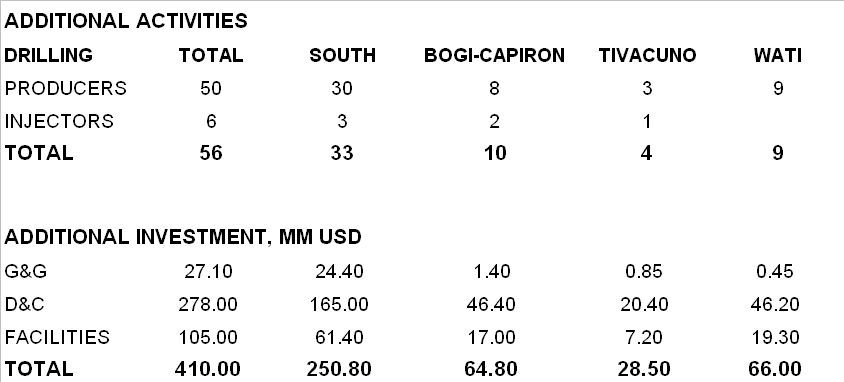 ADDITIONAL ACTIVITIES
DRILLING TOTAL SOUTH BOGI-CAPIRON TIVACUNO WATI
PRODUCERS 50 30 8 3 9
INJECTORS 6 3 2 1
TOTAL 56 33 10 4 9
ADDITIONAL INVESTMENT, MM USD
G&G 27.10 24.40 1.40 0.85 0.45
D&C 278.00 165.00 46.40 20.40 46.20
FACILITIES 105.00 61.40 17.00 7.20 19.30
TOTAL 410.00 250.80 64.80 28.50 66.00